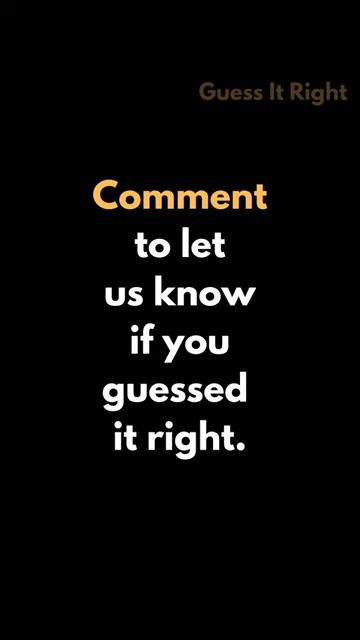 Guess It Right
Comment
to let
us know
if you
guessed
it right.